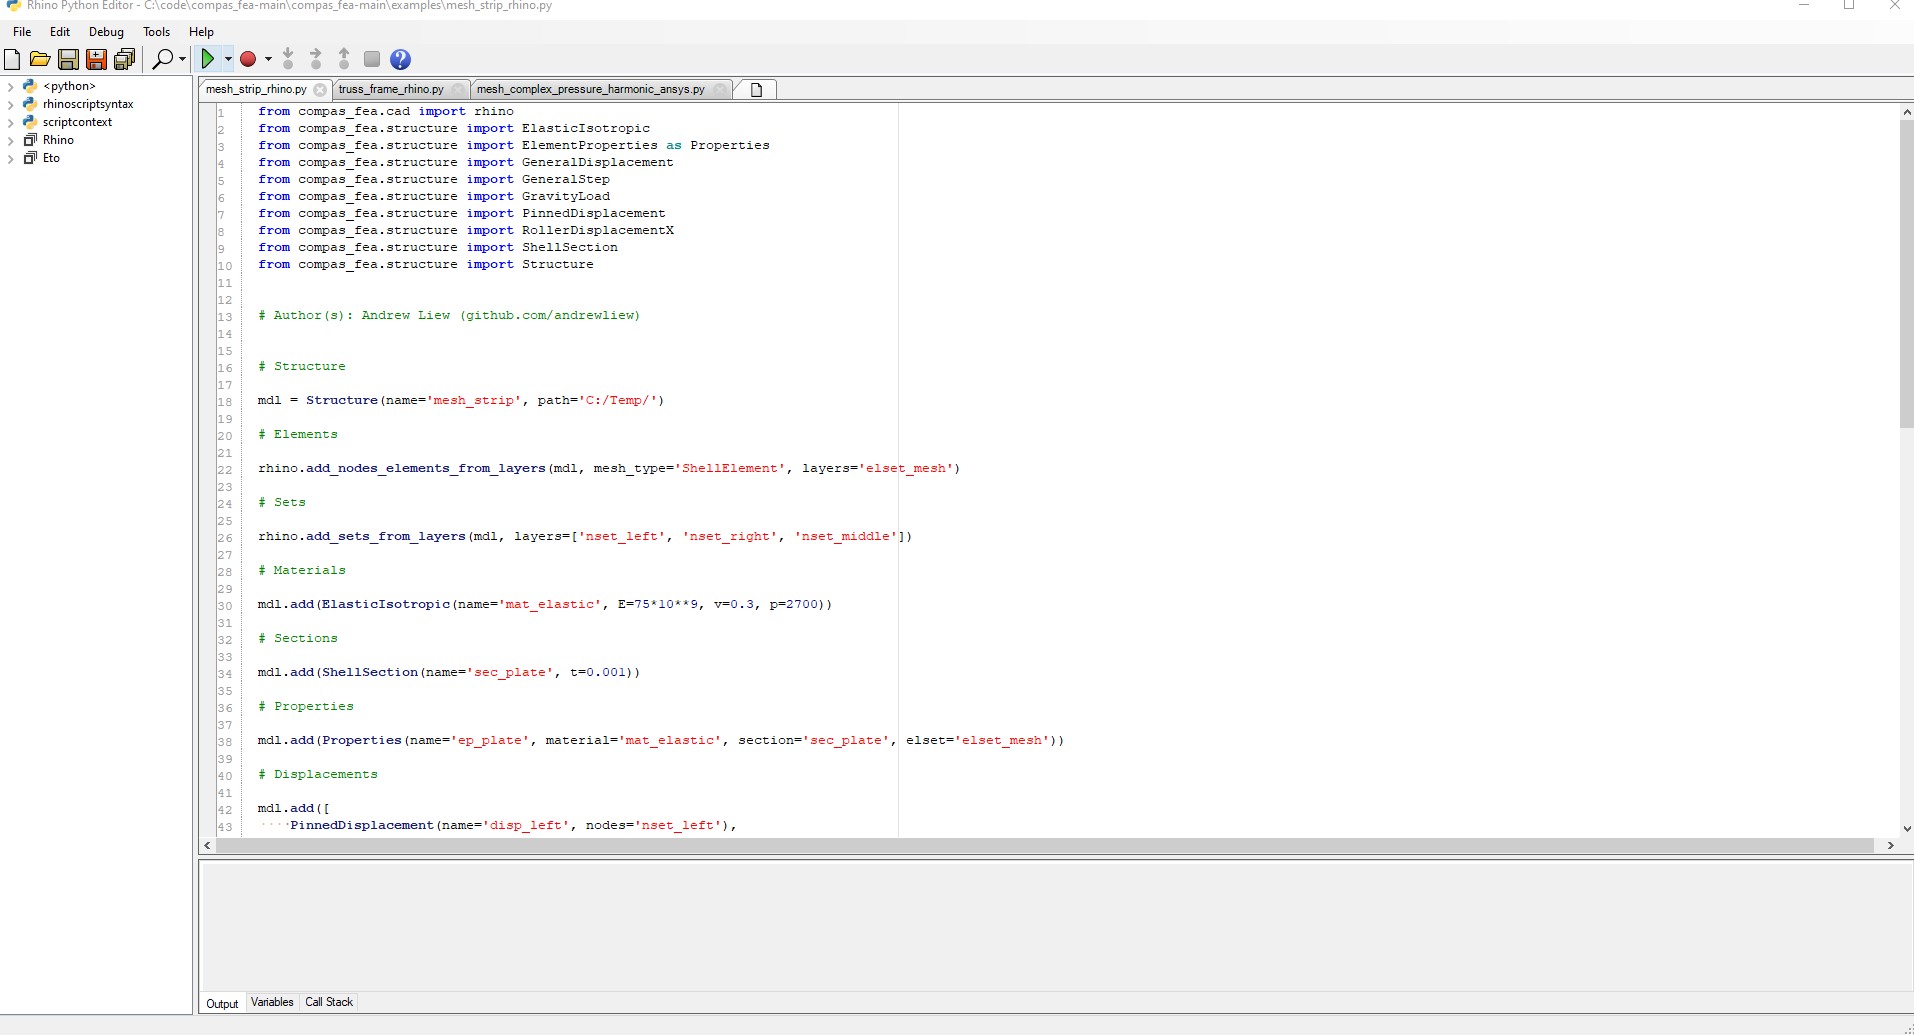 Rhino Python Editor - C:\code\compas_fea-main\compas_fea-main\examples\mesh_strip_rhino.py
File Edit Debug Tools Help
<python>
rhinoscriptsyntax
scriptcontext
Rhino
Eto
mesh_strip_rhino.py truss_frame_rhino.py mesh_complex_pressure_harmonic_ansys.py
1 from compas_fea.cad import rhino
2 from compas_fea.structure import ElasticIsotropic
3 from compas_fea.structure import ElementProperties as Properties
4 from compas_fea.structure import GeneralDisplacement
5 from compas_fea.structure import GeneralStep
6 from compas_fea.structure import GravityLoad
7 from compas_fea.structure import PinnedDisplacement
8 from compas_fea.structure import RollerDisplacementX
9 from compas_fea.structure import ShellSection
10 from compas_fea.structure import Structure
11
12
13 # Author(s): Andrew Liew (github.com/andrewliew)
14
15
16 # Structure
17
18 mdl = Structure(name='mesh_strip', path='C:/Temp/')
19
20 # Elements
21
22 rhino.add_nodes_elements_from_layers(mdl, mesh_type='ShellElement', layers='elset_mesh')
23
24 # Sets
25
26 rhino.add_sets_from_layers(mdl, layers=['nset_left', 'nset_right', 'nset_middle'])
27
28 # Materials
29
30 mdl.add(ElasticIsotropic(name='mat_elastic', E=75*10**9, v=0.3, p=2700))
31
32 # Sections
33
34 mdl.add(ShellSection(name='sec_plate', t=0.001))
35
36 # Properties
37
38 mdl.add(Properties(name='ep_plate', material='mat_elastic', section='sec_plate', elset='elset_mesh'))
39
40 # Displacements
41
42 mdl.add([
43 ····PinnedDisplacement(name='disp_left', nodes='nset_left'),
Output Variables Call Stack